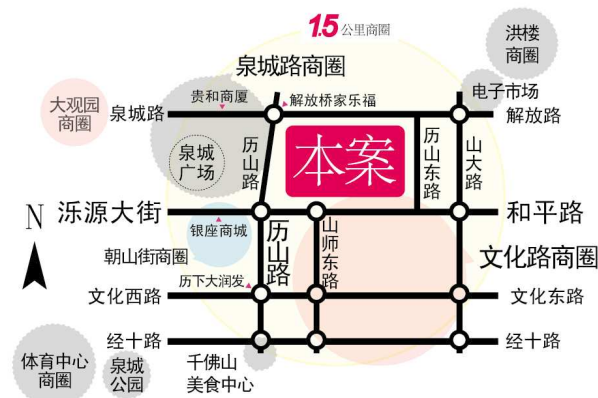 1.5公里商圈
洪楼
商圈
泉城路商圈
电子市场
大观园
商圈
贵和商厦
解放桥家乐福
泉城路
解放路
泉城
广场
历山路
本案
历山东路
山大路
N
泺源大街
和平路
银座商城
历山路
山师东路
朝山街商圈
文化路商圈
历下大润发
文化西路
文化东路
经十路
经十路
体育中心
商圈
泉城
公园
千佛山
美食中心